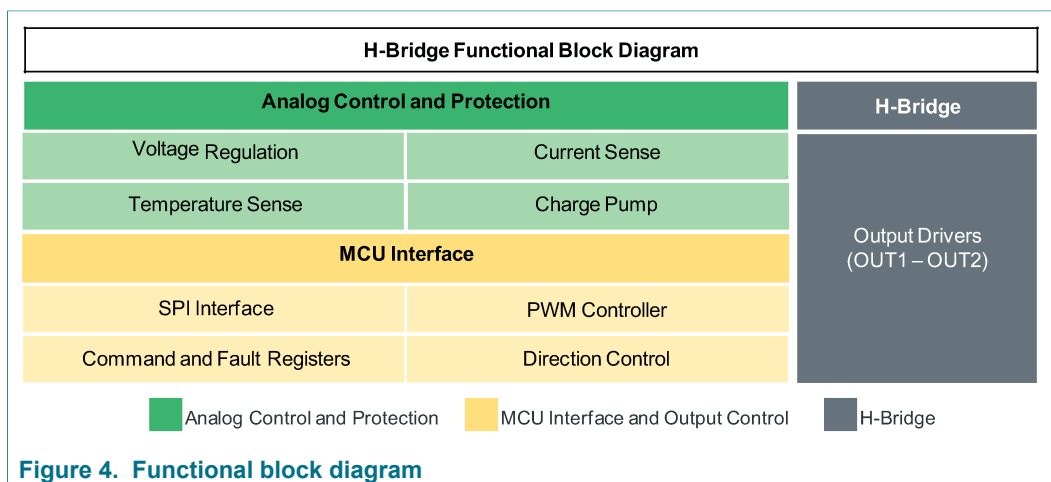 H-Bridge Functional Block Diagram
Analog Control and Protection
H-Bridge
Voltage Regulation
Current Sense
Temperature Sense
Charge Pump
Output Drivers
(OUT1 – OUT2)
MCU Interface
SPI Interface
PWM Controller
Command and Fault Registers
Direction Control
Analog Control and Protection
MCU Interface and Output Control
H-Bridge
Figure 4. Functional block diagram